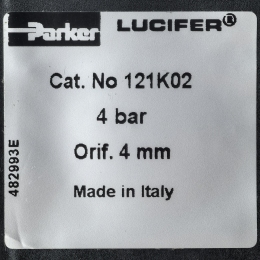 Parker LUCIFER®
Cat. No 121K02
4 bar
Orif. 4 mm
Made in Italy
482993E